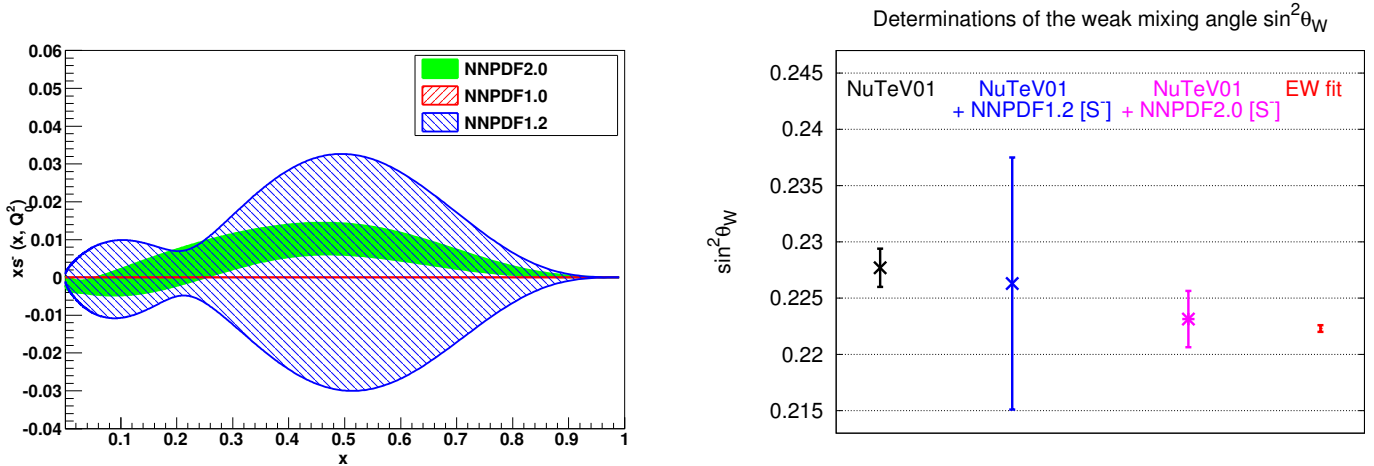 0.06
0.05
0.04
0.03
0.02
0.01
0
-0.01
-0.02
-0.03
-0.04
xs⁻ (x, Q₀²)
NNPDF2.0
NNPDF1.0
NNPDF1.2
0.1 0.2 0.3 0.4 0.5 0.6 0.7 0.8 0.9 1
x
Determinations of the weak mixing angle sin²θ_W
0.245
0.24
0.235
0.23
0.225
0.22
0.215
sin²θ_W
NuTeV01
NuTeV01
+ NNPDF1.2 [S⁻]
NuTeV01
+ NNPDF2.0 [S⁻]
EW fit